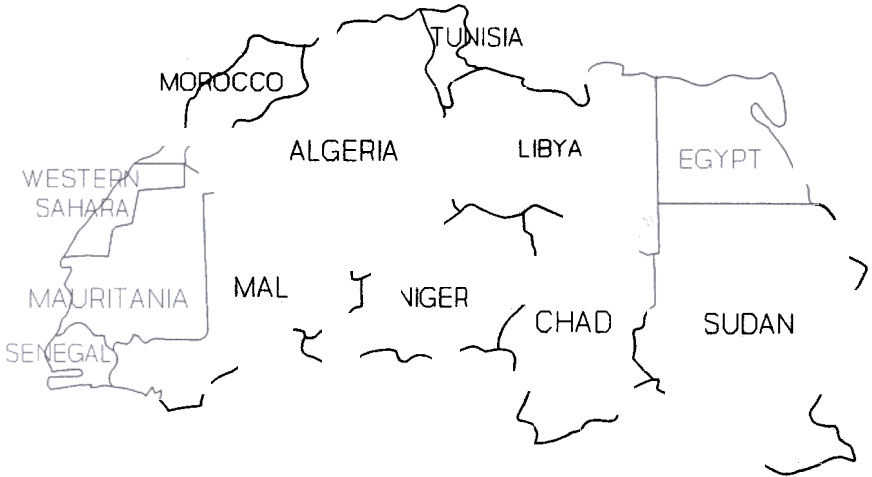 TUNISIA
MOROCCO
ALGERIA
LIBYA
EGYPT
WESTERN
SAHARA
MAURITANIA
MAL
NIGER
CHAD
SUDAN
SENEGAL